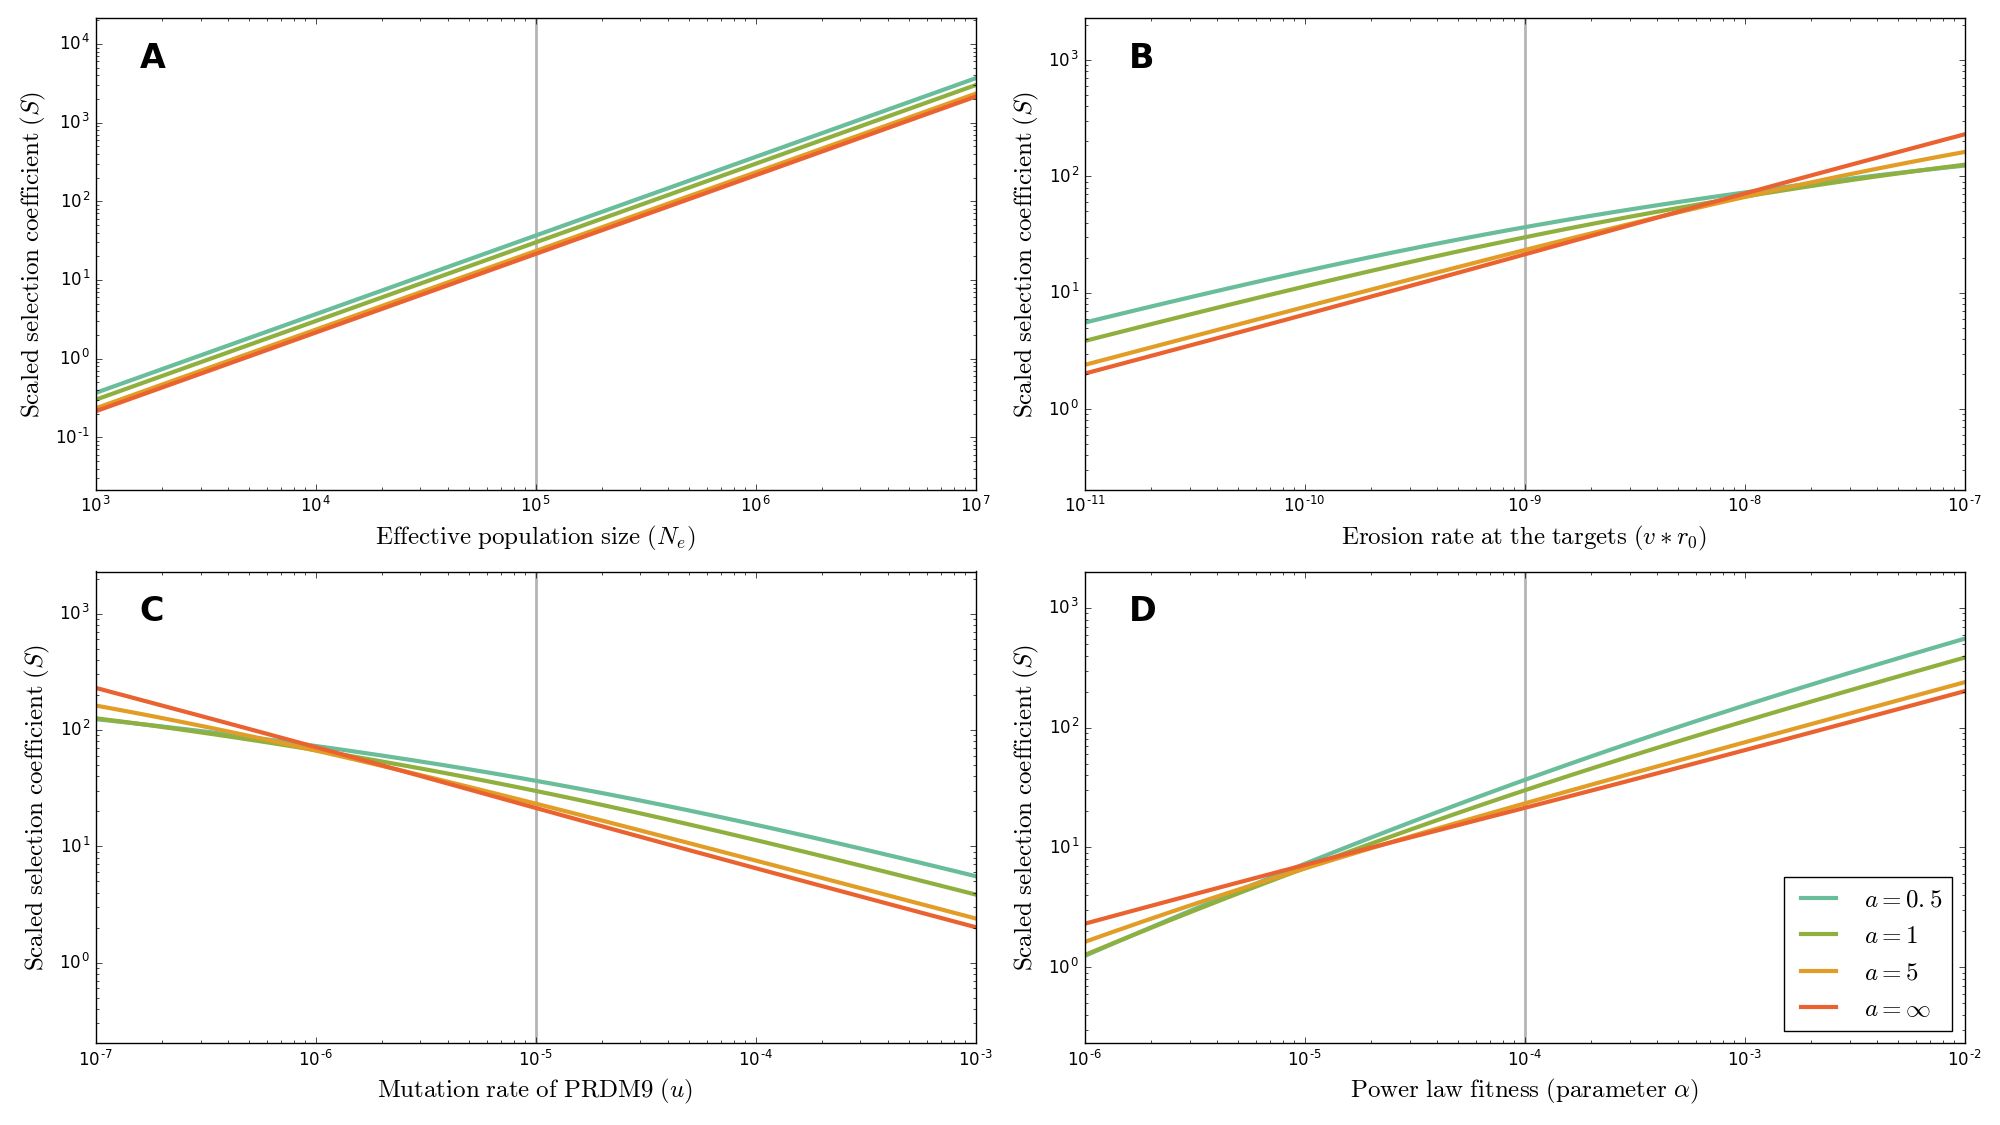 A
Scaled selection coefficient (S)
10^4
10^3
10^2
10^1
10^0
10^-1
10^3 10^4 10^5 10^6 10^7
Effective population size (N_e)
B
Scaled selection coefficient (S)
10^3
10^2
10^1
10^0
10^-11 10^-10 10^-9 10^-8 10^-7
Erosion rate at the targets (v ∗ r_0)
C
Scaled selection coefficient (S)
10^3
10^2
10^1
10^0
10^-7 10^-6 10^-5 10^-4 10^-3
Mutation rate of PRDM9 (u)
D
Scaled selection coefficient (S)
10^3
10^2
10^1
10^0
a = 0.5
a = 1
a = 5
a = ∞
10^-6 10^-5 10^-4 10^-3 10^-2
Power law fitness (parameter α)